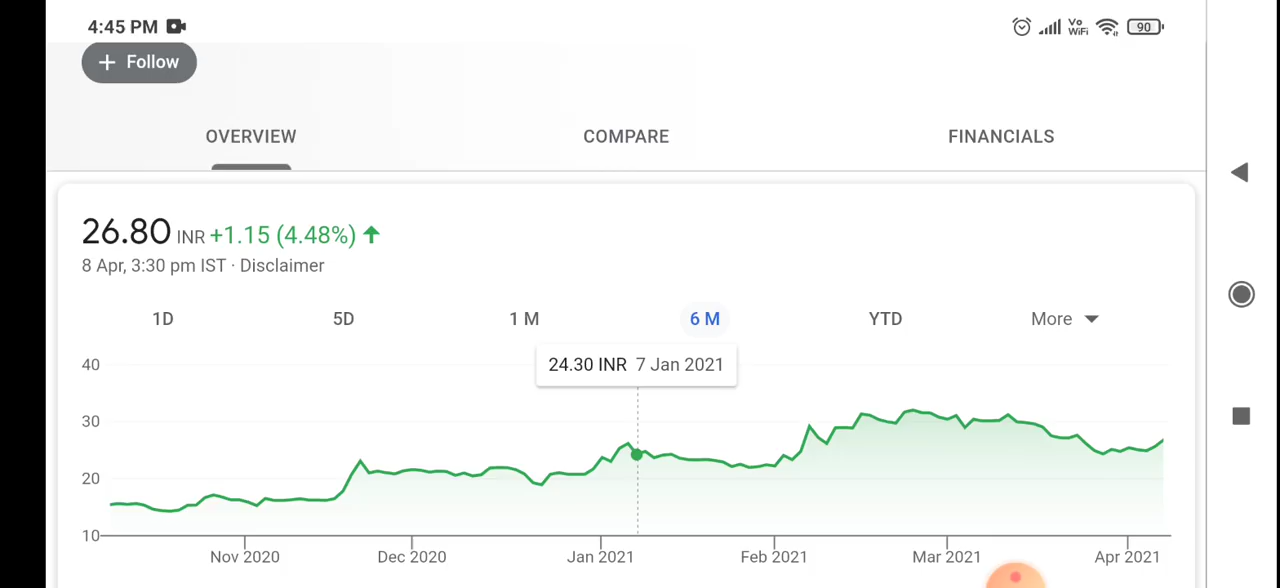 4:45 PM
Vo WiFi 90
+ Follow
OVERVIEW COMPARE FINANCIALS
26.80 INR +1.15 (4.48%)
8 Apr, 3:30 pm IST · Disclaimer
1D 5D 1 M 6 M YTD More
24.30 INR 7 Jan 2021
40
30
20
10
Nov 2020 Dec 2020 Jan 2021 Feb 2021 Mar 2021 Apr 2021